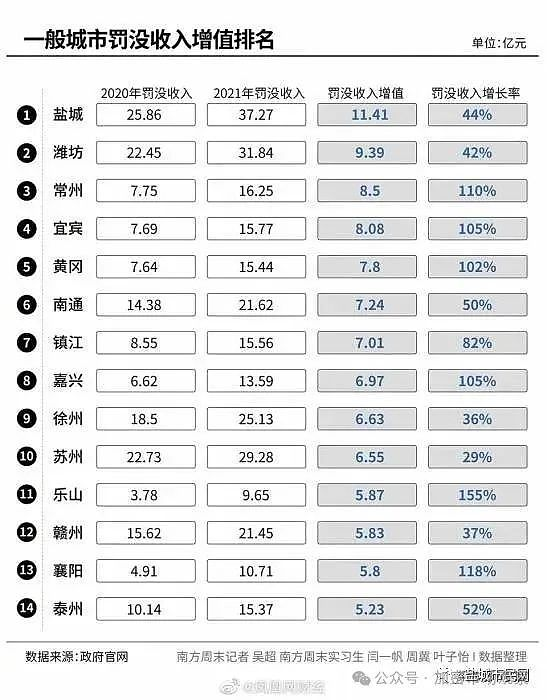 一般城市罚没收入增值排名 单位:亿元
2020年罚没收入 2021年罚没收入 罚没收入增值 罚没收入增长率
1 盐城 25.86 37.27 11.41 44%
2 潍坊 22.45 31.84 9.39 42%
3 常州 7.75 16.25 8.5 110%
4 宜宾 7.69 15.77 8.08 105%
5 黄冈 7.64 15.44 7.8 102%
6 南通 14.38 21.62 7.24 50%
7 镇江 8.55 15.56 7.01 82%
8 嘉兴 6.62 13.59 6.97 105%
9 徐州 18.5 25.13 6.63 36%
10 苏州 22.73 29.28 6.55 29%
11 乐山 3.78 9.65 5.87 155%
12 赣州 15.62 21.45 5.83 37%
13 襄阳 4.91 10.71 5.8 118%
14 泰州 10.14 15.37 5.23 52%
数据来源:政府官网 南方周末记者 吴超 南方周末实习生 闫一帆 周冀 叶子怡 I 数据整理
@凤凰网财经
公众号
盐城市民网